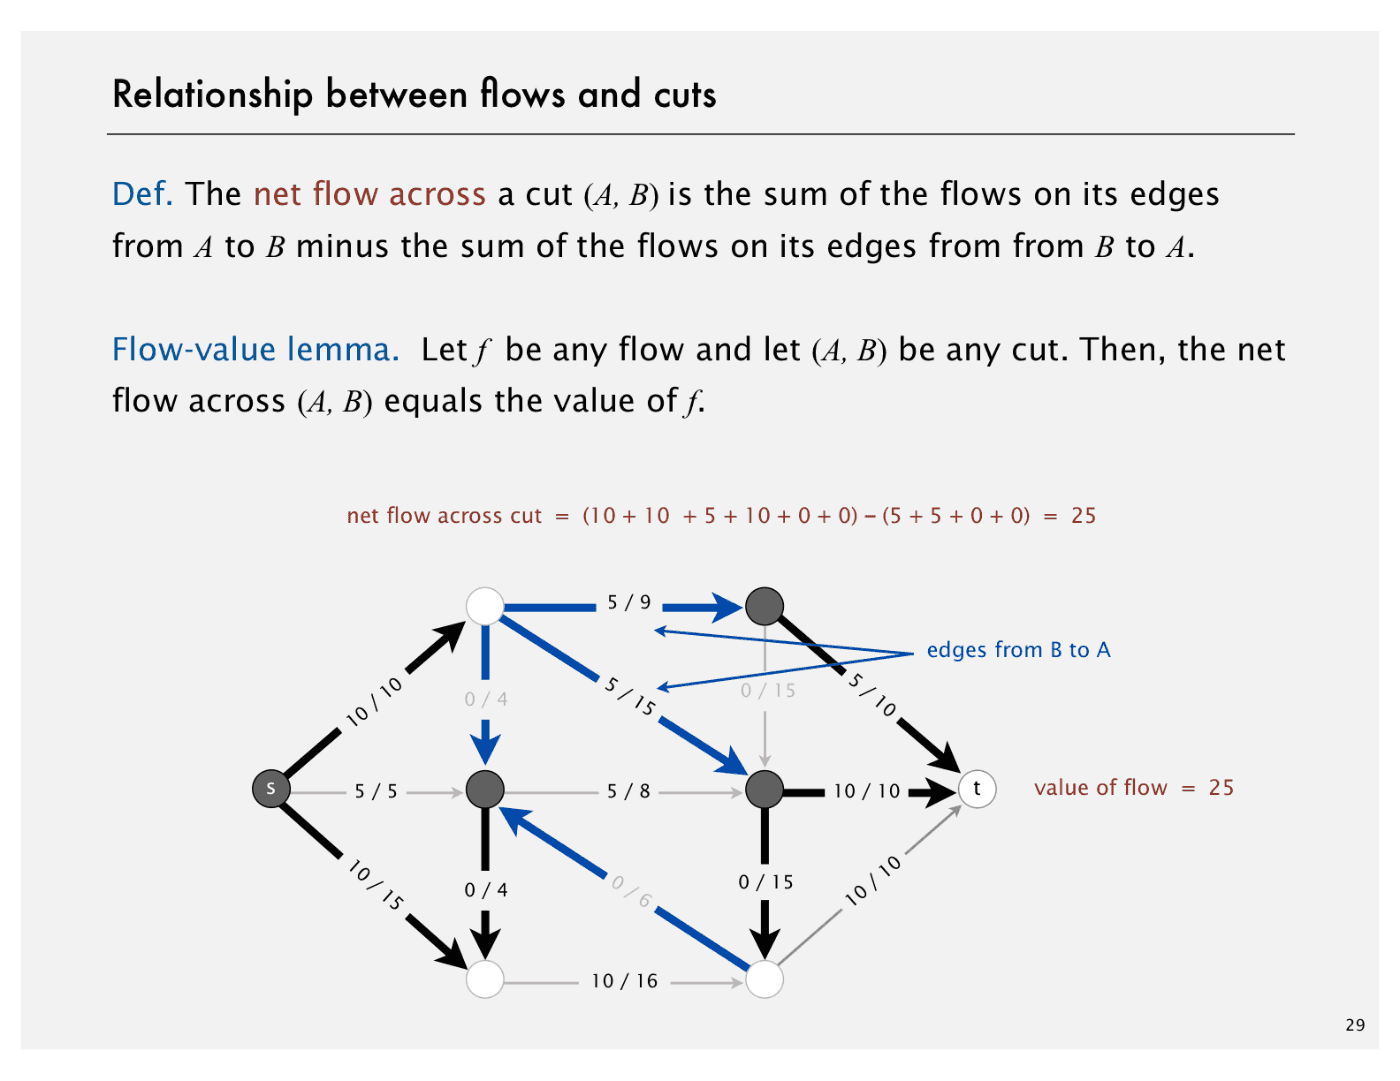 Relationship between flows and cuts
Def. The net flow across a cut (A, B) is the sum of the flows on its edges
from A to B minus the sum of the flows on its edges from from B to A.
Flow-value lemma. Let f be any flow and let (A, B) be any cut. Then, the net
flow across (A, B) equals the value of f.
net flow across cut = (10 + 10 + 5 + 10 + 0 + 0) – (5 + 5 + 0 + 0) = 25
5 / 9
edges from B to A
10 / 10
0 / 4
5 / 15
0 / 15
5 / 10
s
5 / 5
5 / 8
10 / 10
t
value of flow = 25
10 / 15
0 / 4
0 / 6
0 / 15
10 / 10
10 / 16
29